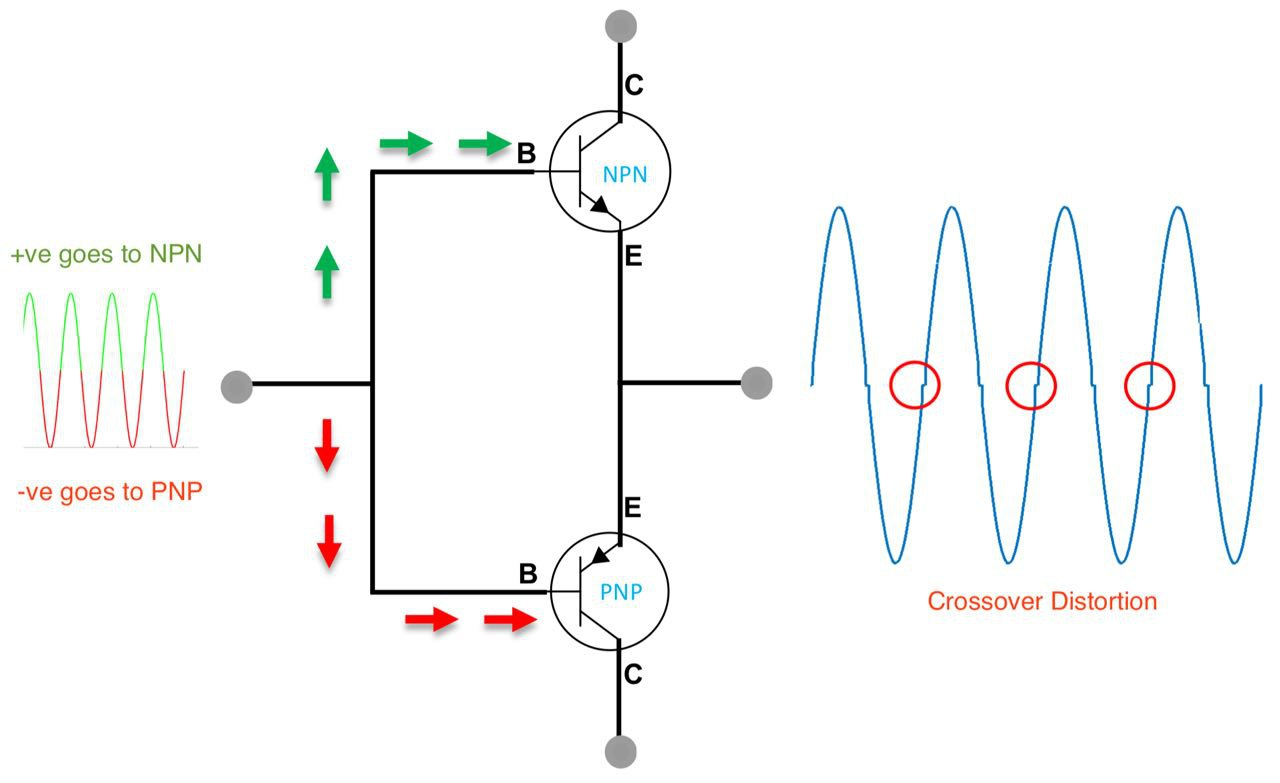 C
B
NPN
E
+ve goes to NPN
-ve goes to PNP
E
B
PNP
C
Crossover Distortion